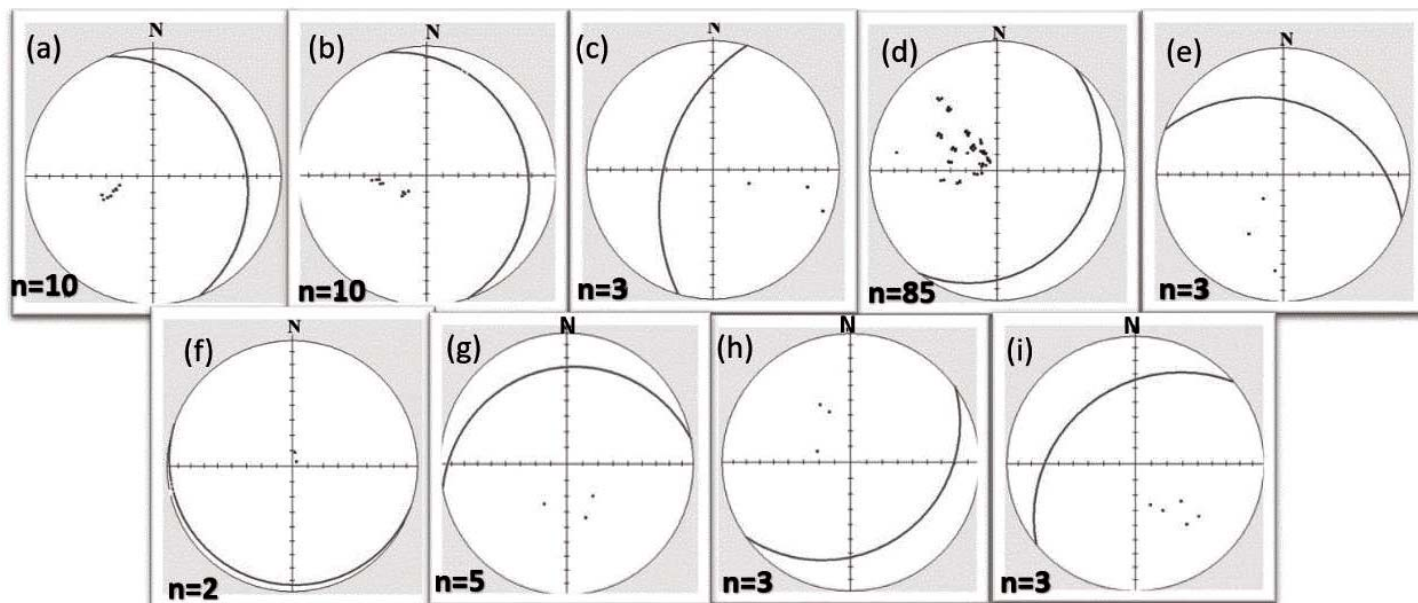 (a) N n=10
(b) N n=10
(c) N n=3
(d) N n=85
(e) N n=3
(f) N n=2
(g) N n=5
(h) N n=3
(i) N n=3